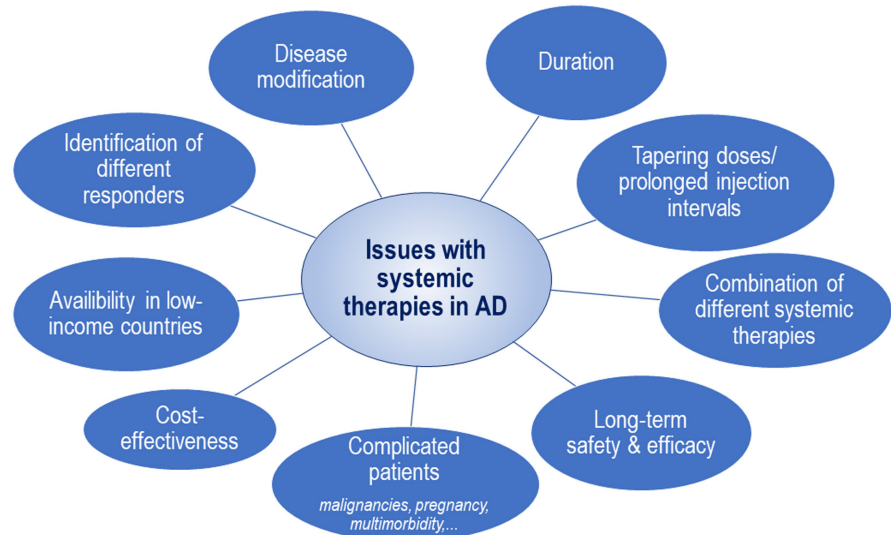 Disease
modification
Duration
Identification of
different
responders
Tapering doses/
prolonged injection
intervals
Issues with
systemic
therapies in AD
Availibility in low-
income countries
Combination of
different systemic
therapies
Cost-
effectiveness
Complicated
patients
malignancies, pregnancy,
multimorbidity,...
Long-term
safety & efficacy